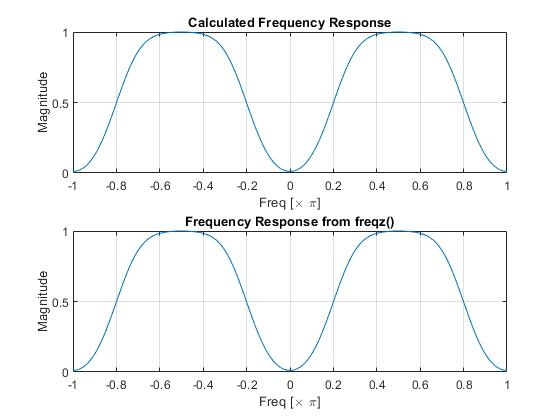 Calculated Frequency Response
Magnitude
1
0.5
0
-1 -0.8 -0.6 -0.4 -0.2 0 0.2 0.4 0.6 0.8 1
Freq [× π]
Frequency Response from freqz()
Magnitude
1
0.5
0
-1 -0.8 -0.6 -0.4 -0.2 0 0.2 0.4 0.6 0.8 1
Freq [× π]